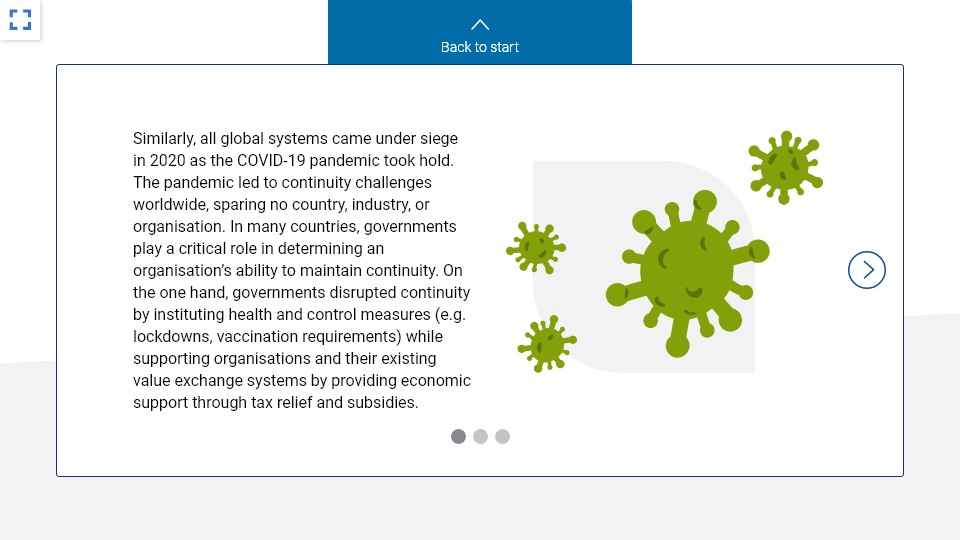 Back to start
Similarly, all global systems came under siege
in 2020 as the COVID-19 pandemic took hold.
The pandemic led to continuity challenges
worldwide, sparing no country, industry, or
organisation. In many countries, governments
play a critical role in determining an
organisation’s ability to maintain continuity. On
the one hand, governments disrupted continuity
by instituting health and control measures (e.g.
lockdowns, vaccination requirements) while
supporting organisations and their existing
value exchange systems by providing economic
support through tax relief and subsidies.